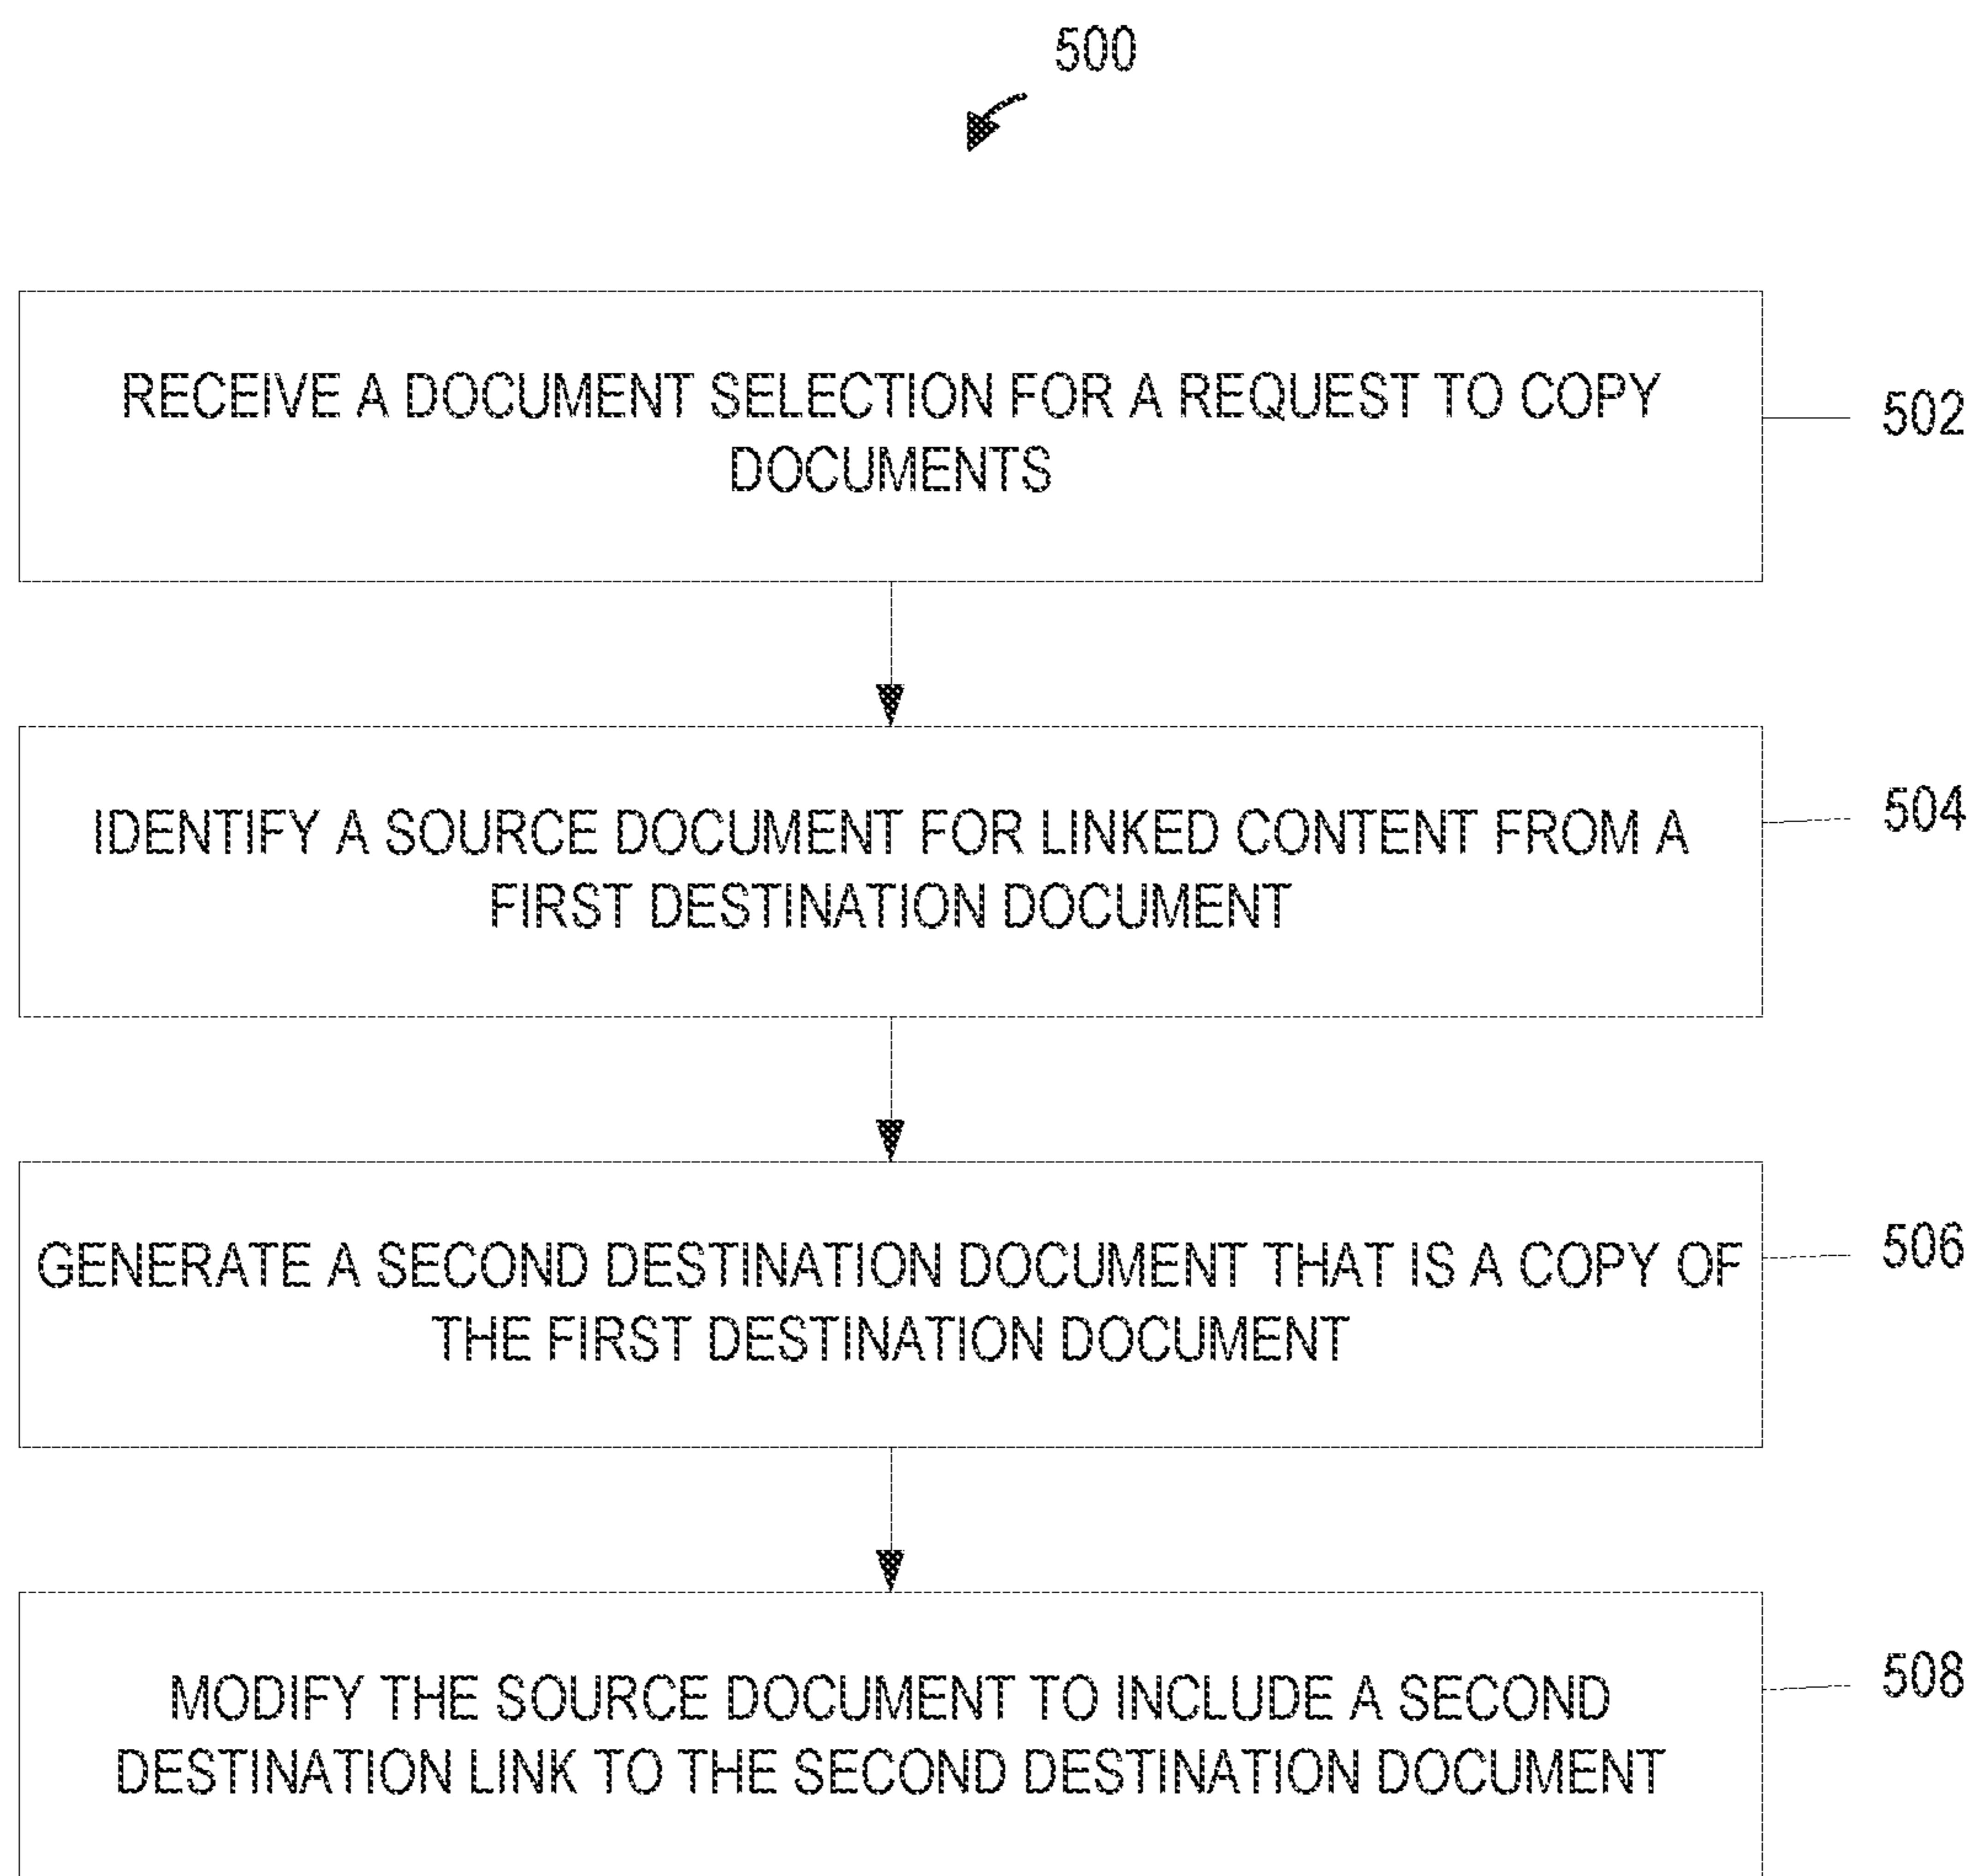 500
RECEIVE A DOCUMENT SELECTION FOR A REQUEST TO COPY
DOCUMENTS
502
IDENTIFY A SOURCE DOCUMENT FOR LINKED CONTENT FROM A
FIRST DESTINATION DOCUMENT
504
GENERATE A SECOND DESTINATION DOCUMENT THAT IS A COPY OF
THE FIRST DESTINATION DOCUMENT
506
MODIFY THE SOURCE DOCUMENT TO INCLUDE A SECOND
DESTINATION LINK TO THE SECOND DESTINATION DOCUMENT
508